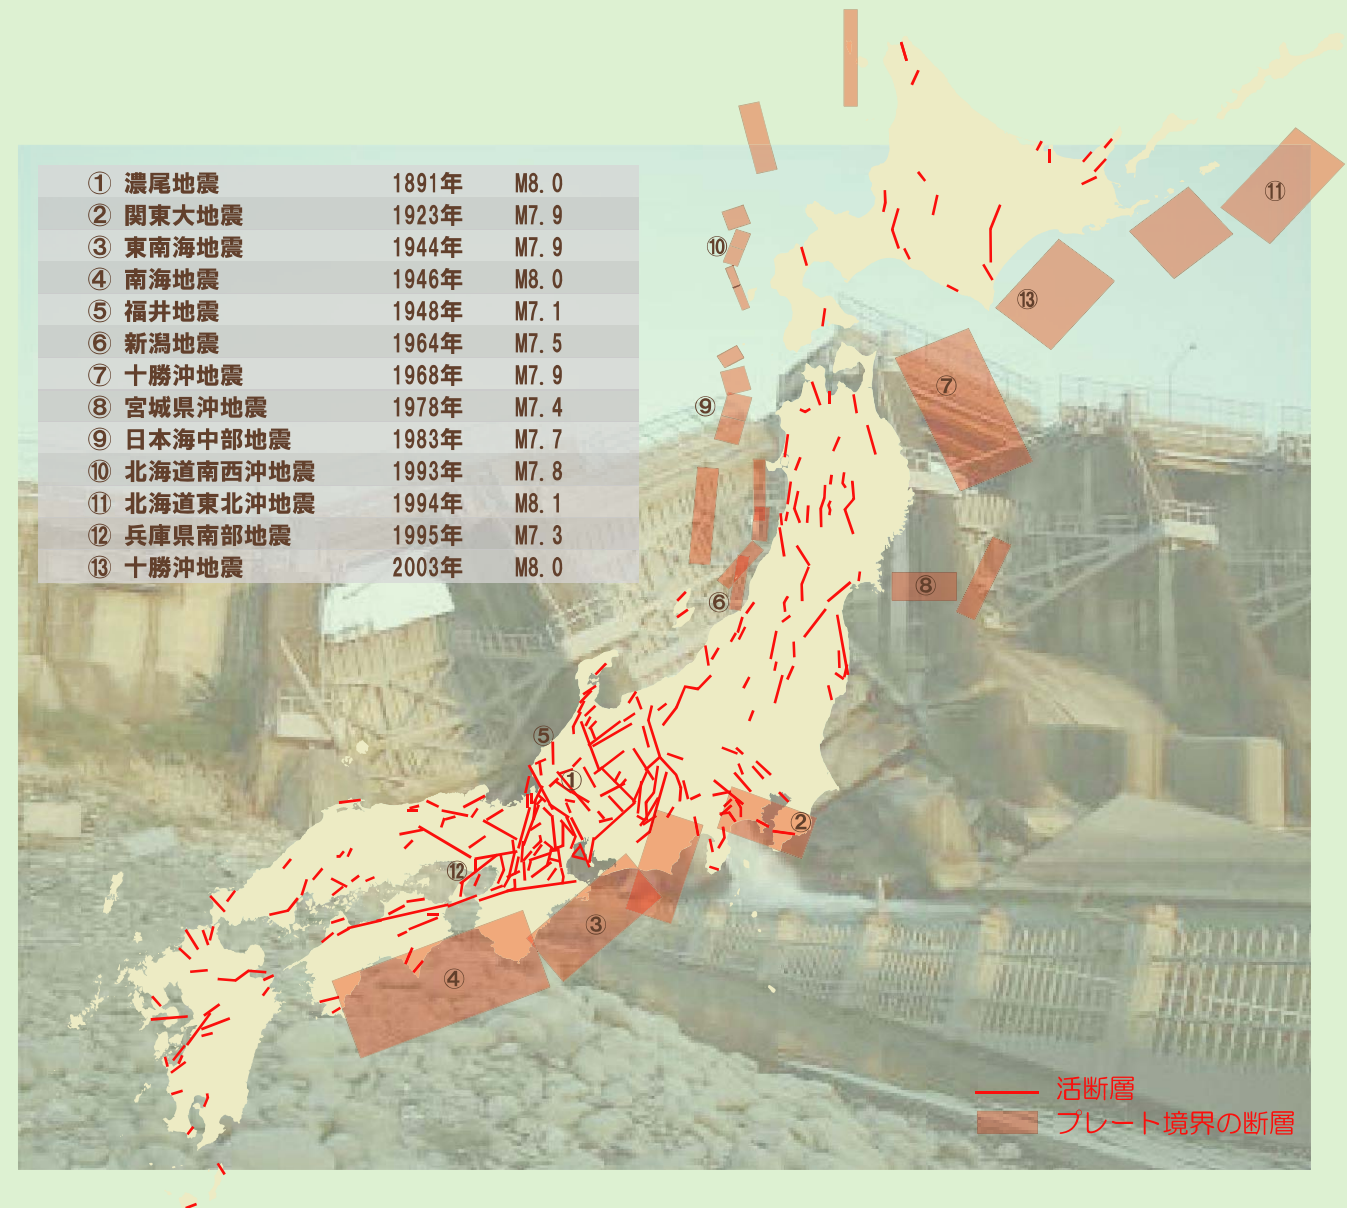 ① 濃尾地震 1891年 M8.0
② 関東大地震 1923年 M7.9
③ 東南海地震 1944年 M7.9
④ 南海地震 1946年 M8.0
⑤ 福井地震 1948年 M7.1
⑥ 新潟地震 1964年 M7.5
⑦ 十勝沖地震 1968年 M7.9
⑧ 宮城県沖地震 1978年 M7.4
⑨ 日本海中部地震 1983年 M7.7
⑩ 北海道南西沖地震 1993年 M7.8
⑪ 北海道東北沖地震 1994年 M8.1
⑫ 兵庫県南部地震 1995年 M7.3
⑬ 十勝沖地震 2003年 M8.0
⑪
⑩
⑬
⑦
⑨
⑧
⑥
⑤
①
②
⑫
③
④
活断層
プレート境界の断層